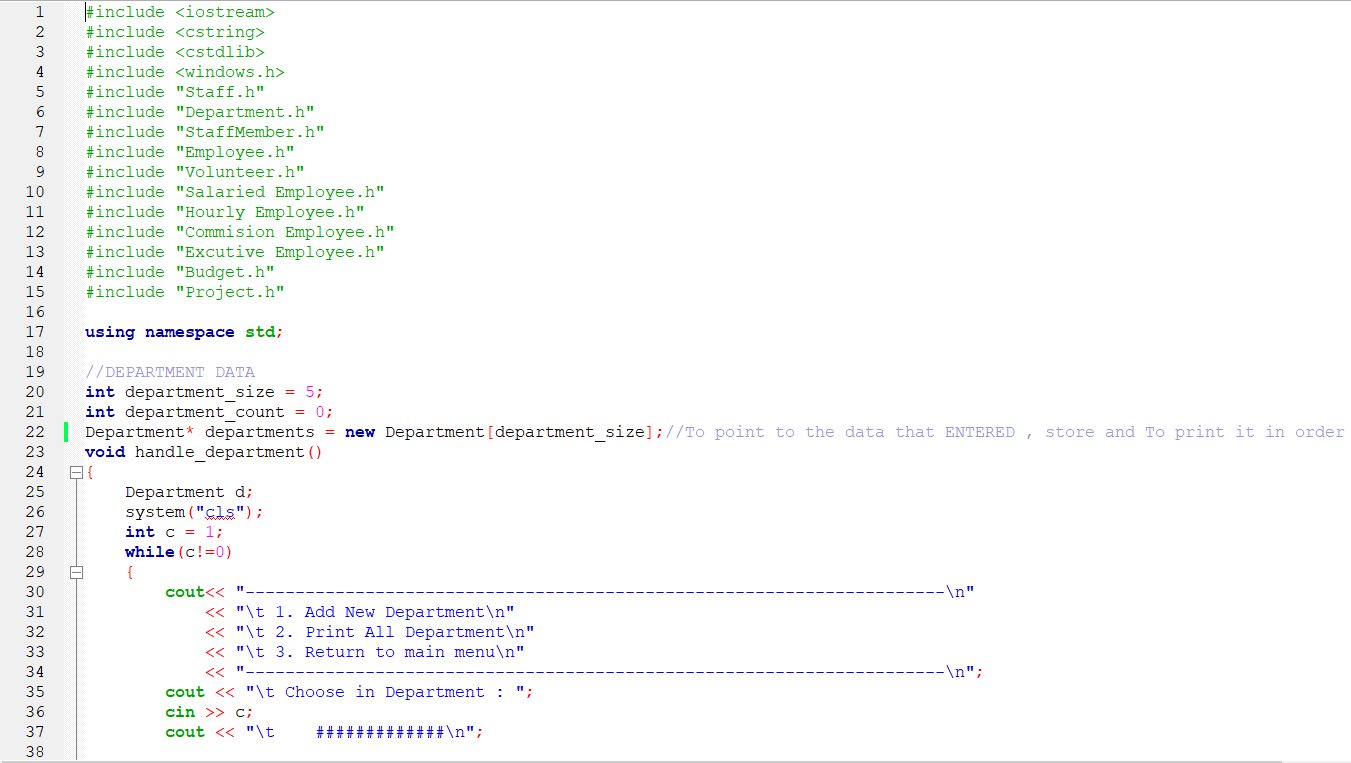 1 #include <iostream>
2 #include <cstring>
3 #include <cstdlib>
4 #include <windows.h>
5 #include "Staff.h"
6 #include "Department.h"
7 #include "StaffMember.h"
8 #include "Employee.h"
9 #include "Volunteer.h"
10 #include "Salaried Employee.h"
11 #include "Hourly Employee.h"
12 #include "Commision Employee.h"
13 #include "Excutive Employee.h"
14 #include "Budget.h"
15 #include "Project.h"
16
17 using namespace std;
18
19 //DEPARTMENT DATA
20 int department_size = 5;
21 int department_count = 0;
22 Department* departments = new Department[department_size];//To point to the data that ENTERED , store and To print it in order
23 void handle_department()
24 {
25     Department d;
26     system("cls");
27     int c = 1;
28     while(c!=0)
29     {
30         cout<< "----------------------------------------------------------------------\n"
31             << "\t 1. Add New Department\n"
32             << "\t 2. Print All Department\n"
33             << "\t 3. Return to main menu\n"
34             << "----------------------------------------------------------------------\n";
35         cout << "\t Choose in Department : ";
36         cin >> c;
37         cout << "\t    #############\n";
38